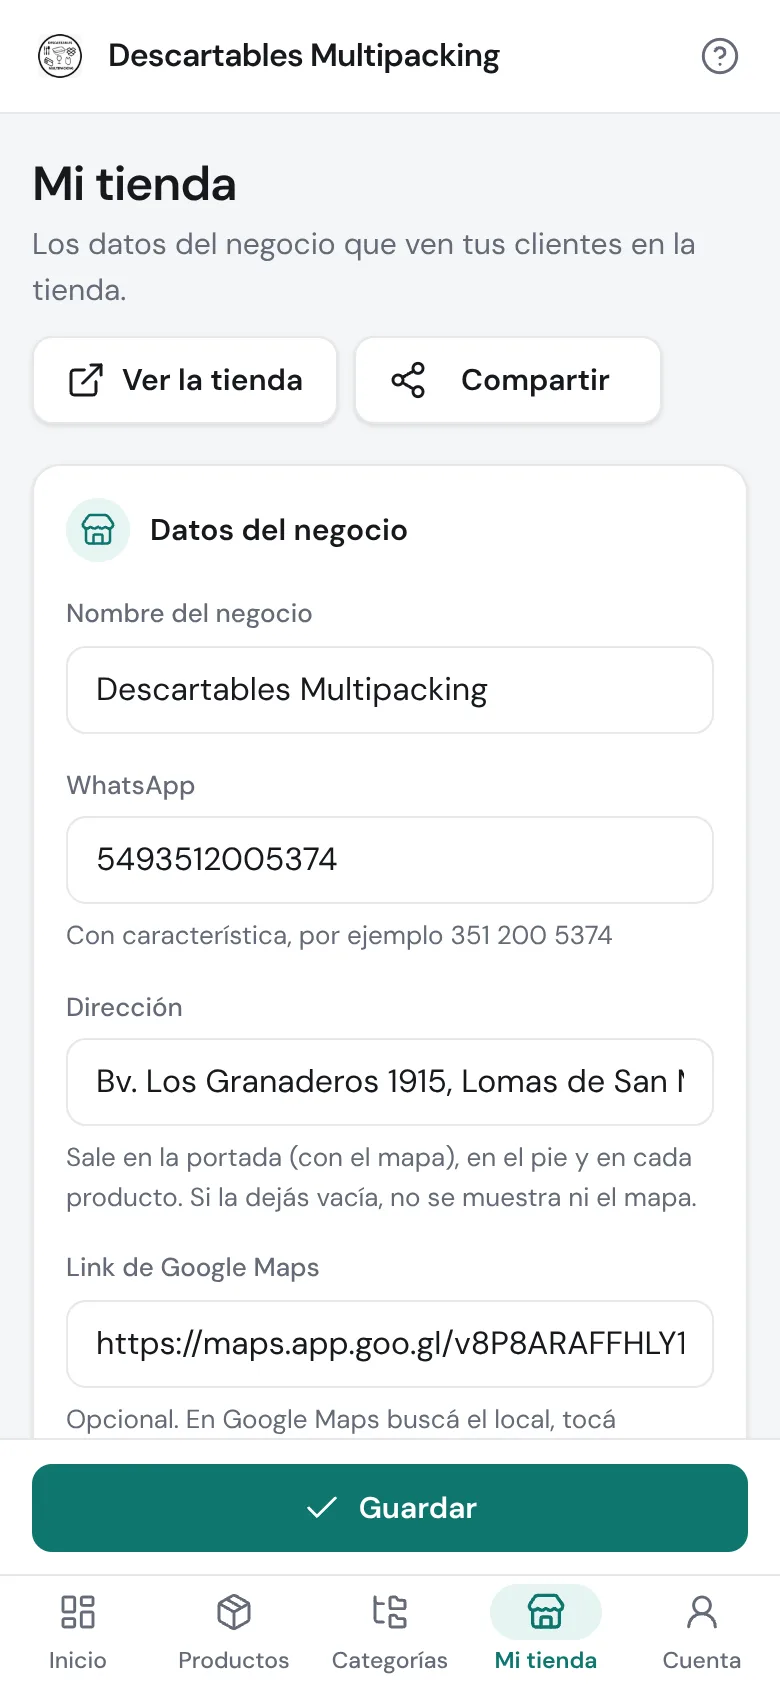 Descartables Multipacking
Mi tienda
Los datos del negocio que ven tus clientes en la
tienda.
Ver la tienda
Compartir
Datos del negocio
Nombre del negocio
Descartables Multipacking
WhatsApp
5493512005374
Con característica, por ejemplo 351 200 5374
Dirección
Bv. Los Granaderos 1915, Lomas de San
Sale en la portada (con el mapa), en el pie y en cada
producto. Si la dejás vacía, no se muestra ni el mapa.
Link de Google Maps
https://maps.app.goo.gl/v8P8ARAFFHLY1
Opcional. En Google Maps buscá el local, tocá
Guardar
Inicio
Productos
Categorías
Mi tienda
Cuenta